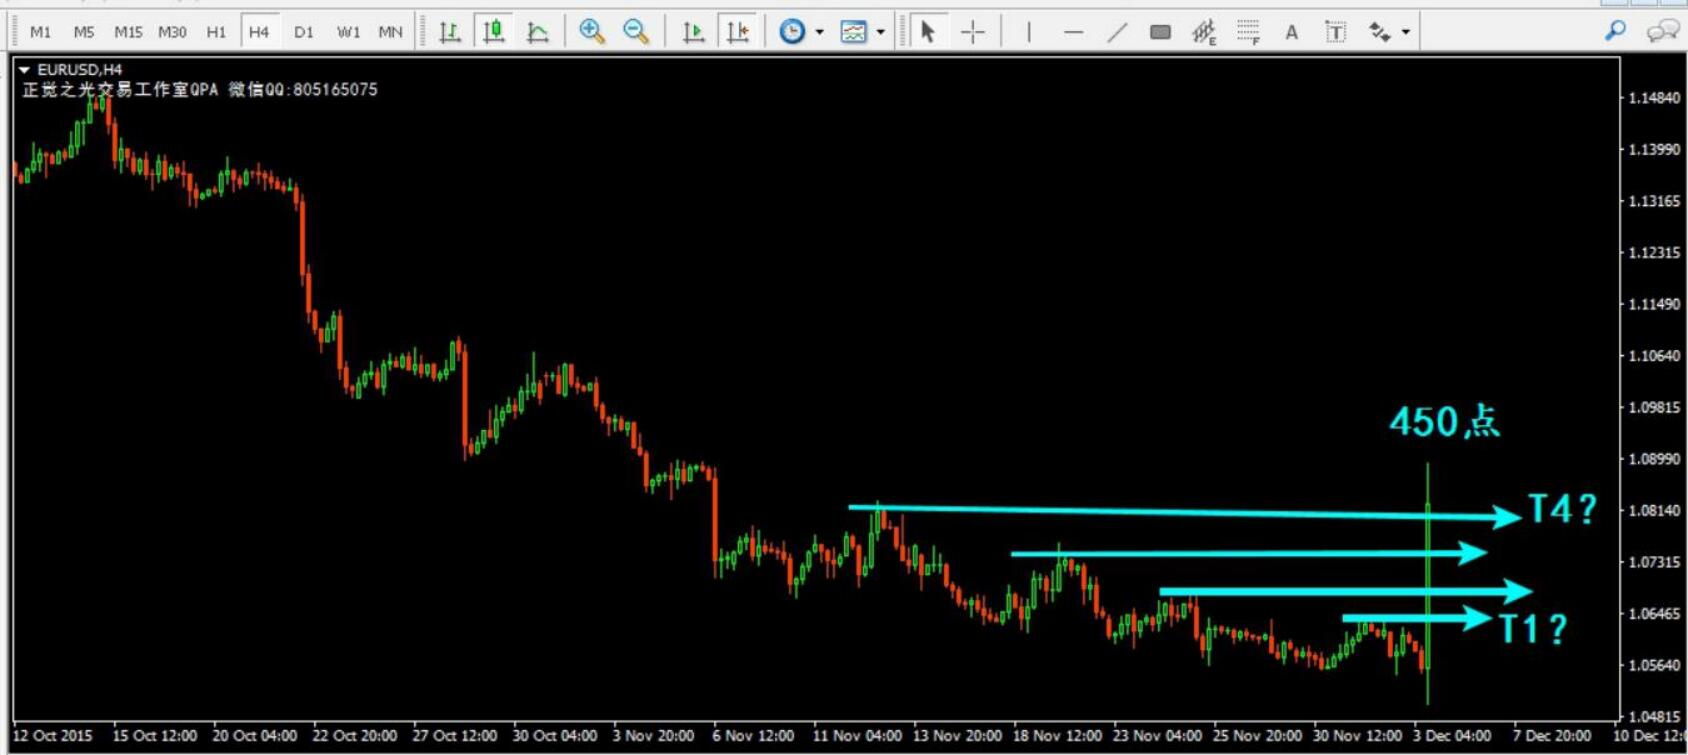 M1 M5 M15 M30 H1 H4 D1 W1 MN E F A T
EURUSD,H4
正觉之光交易工作室QPA 微信QQ:805165075
1.14840
1.13990
1.13165
1.12315
1.11490
1.10640
1.09815
450点
1.08990
T4?
1.08140
1.07315
1.06465
T1?
1.05640
1.04815
12 Oct 2015 15 Oct 12:00 20 Oct 04:00 22 Oct 20:00 27 Oct 12:00 30 Oct 04:00 3 Nov 20:00 6 Nov 12:00 11 Nov 04:00 13 Nov 20:00 18 Nov 12:00 23 Nov 04:00 25 Nov 20:00 30 Nov 12:00 3 Dec 04:00 7 Dec 20:00 10 Dec 12:0